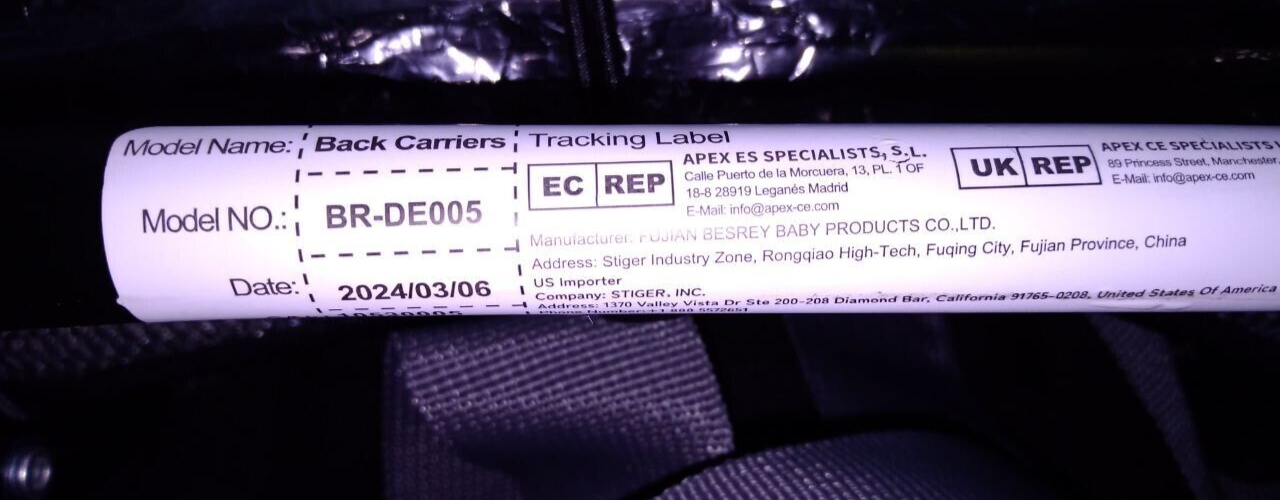 Model Name: Back Carriers
Model NO.: BR-DE005
Date: 2024/03/06
Tracking Label
EC REP
APEX ES SPECIALISTS, S.L.
Calle Puerto de la Morcuera, 13, PL. 1 OF
18-8 28919 Leganés Madrid
E-Mail: info@apex-ce.com
UK REP
APEX CE SPECIALISTS
89 Princess Street, Manchester,
E-Mail: info@apex-ce.com
Manufacturer: FUJIAN BESREY BABY PRODUCTS CO.,LTD.
Address: Stiger Industry Zone, Rongqiao High-Tech, Fuqing City, Fujian Province, China
US Importer
Company: STIGER, INC.
Address: 1370 Valley Vista Dr Ste 200-208 Diamond Bar, California 91765-0208, United States Of America
Phone Number: